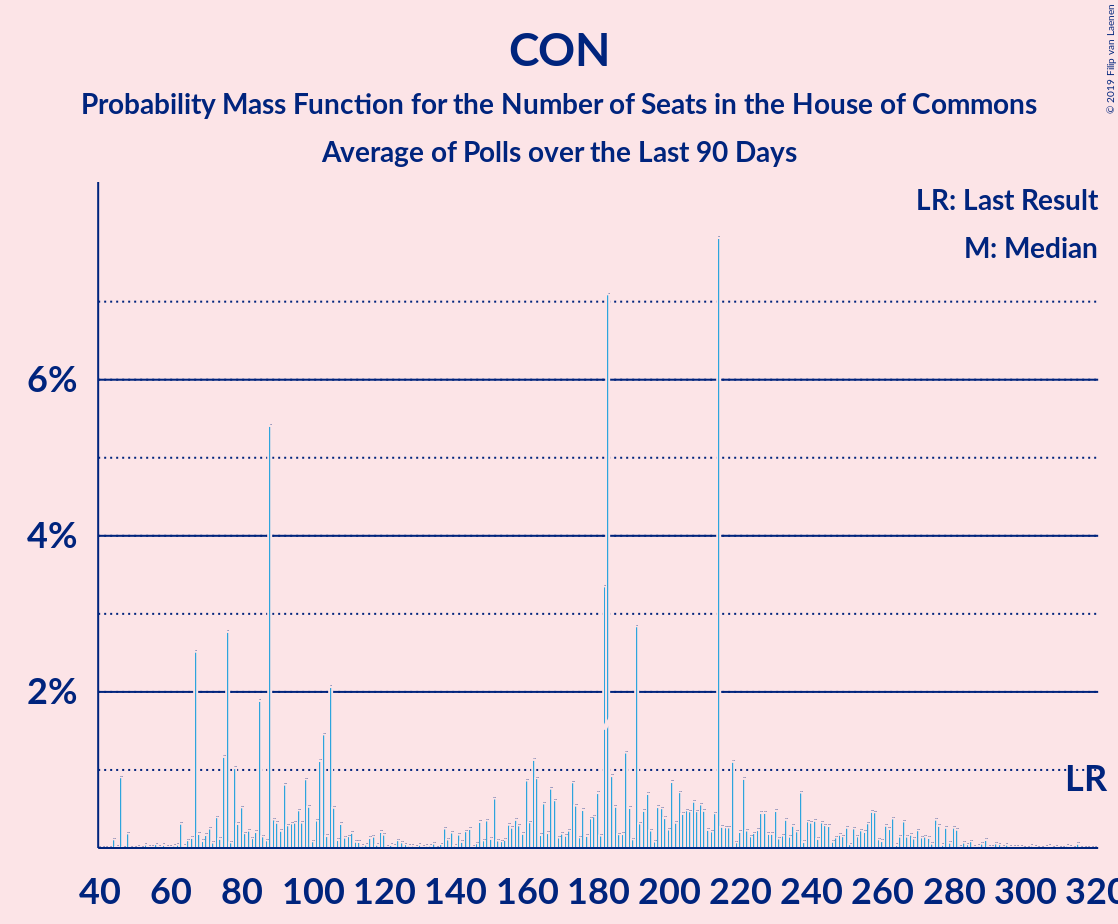 CON
Probability Mass Function for the Number of Seats in the House of Commons
Average of Polls over the Last 90 Days
© 2019 Filip van Laenen
LR: Last Result
M: Median
6%
4%
2%
LR
40 60 80 100 120 140 160 180 200 220 240 260 280 300 320